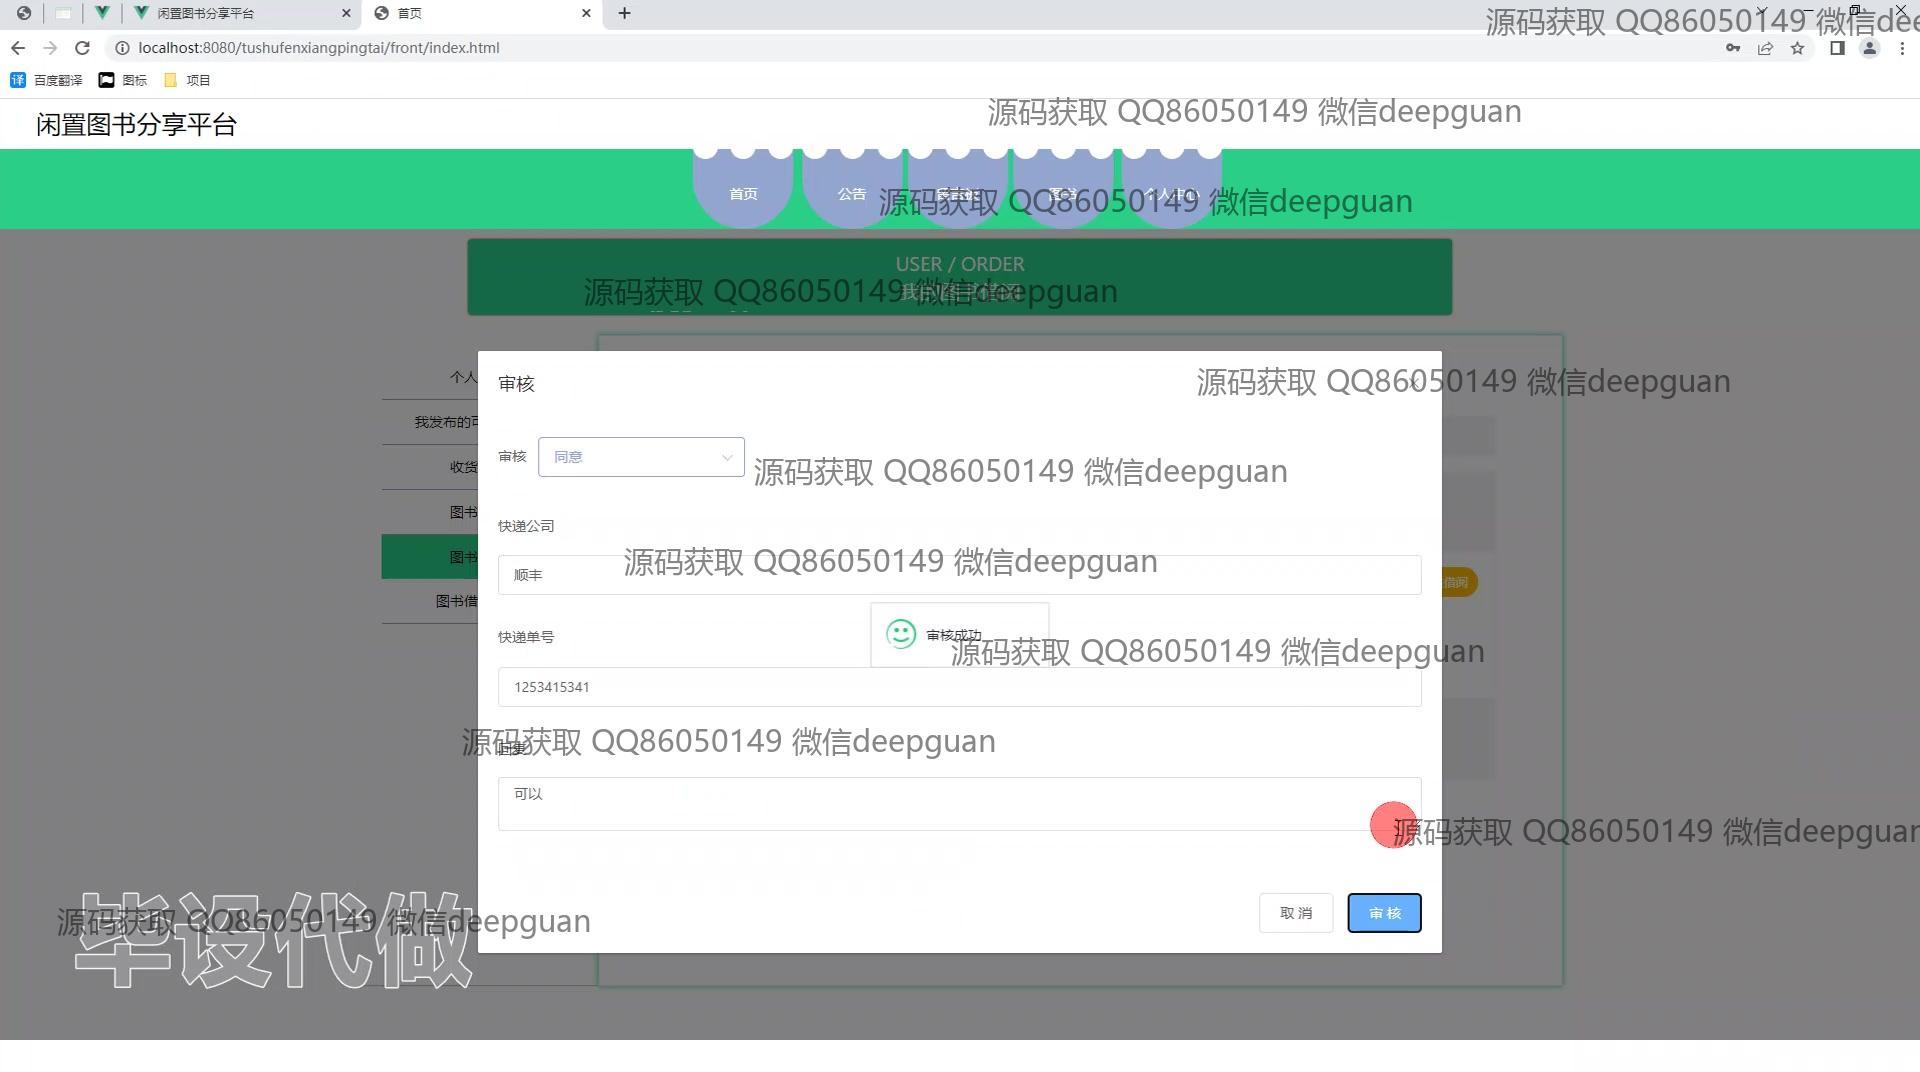 闲置图书分享平台
首页
localhost:8080/tushufenxiangpingtai/front/index.html
百度翻译
图标
项目
源码获取 QQ86050149 微信dee
闲置图书分享平台
源码获取 QQ86050149 微信deepguan
首页
公告
图书
个人中心
源码获取 QQ86050149 微信deepguan
USER / ORDER
我的图书借阅
源码获取 QQ86050149 微信deepguan
个人
审核
源码获取 QQ86050149 微信deepguan
我发布的
审核
同意
收货
源码获取 QQ86050149 微信deepguan
图书
快递公司
图书
顺丰
源码获取 QQ86050149 微信deepguan
借阅
图书借
快递单号
审核成功
源码获取 QQ86050149 微信deepguan
1253415341
源码获取 QQ86050149 微信deepguan
可以
源码获取 QQ86050149 微信deepguan
取消
审核
源码获取 QQ86050149 微信deepguan
毕设代做